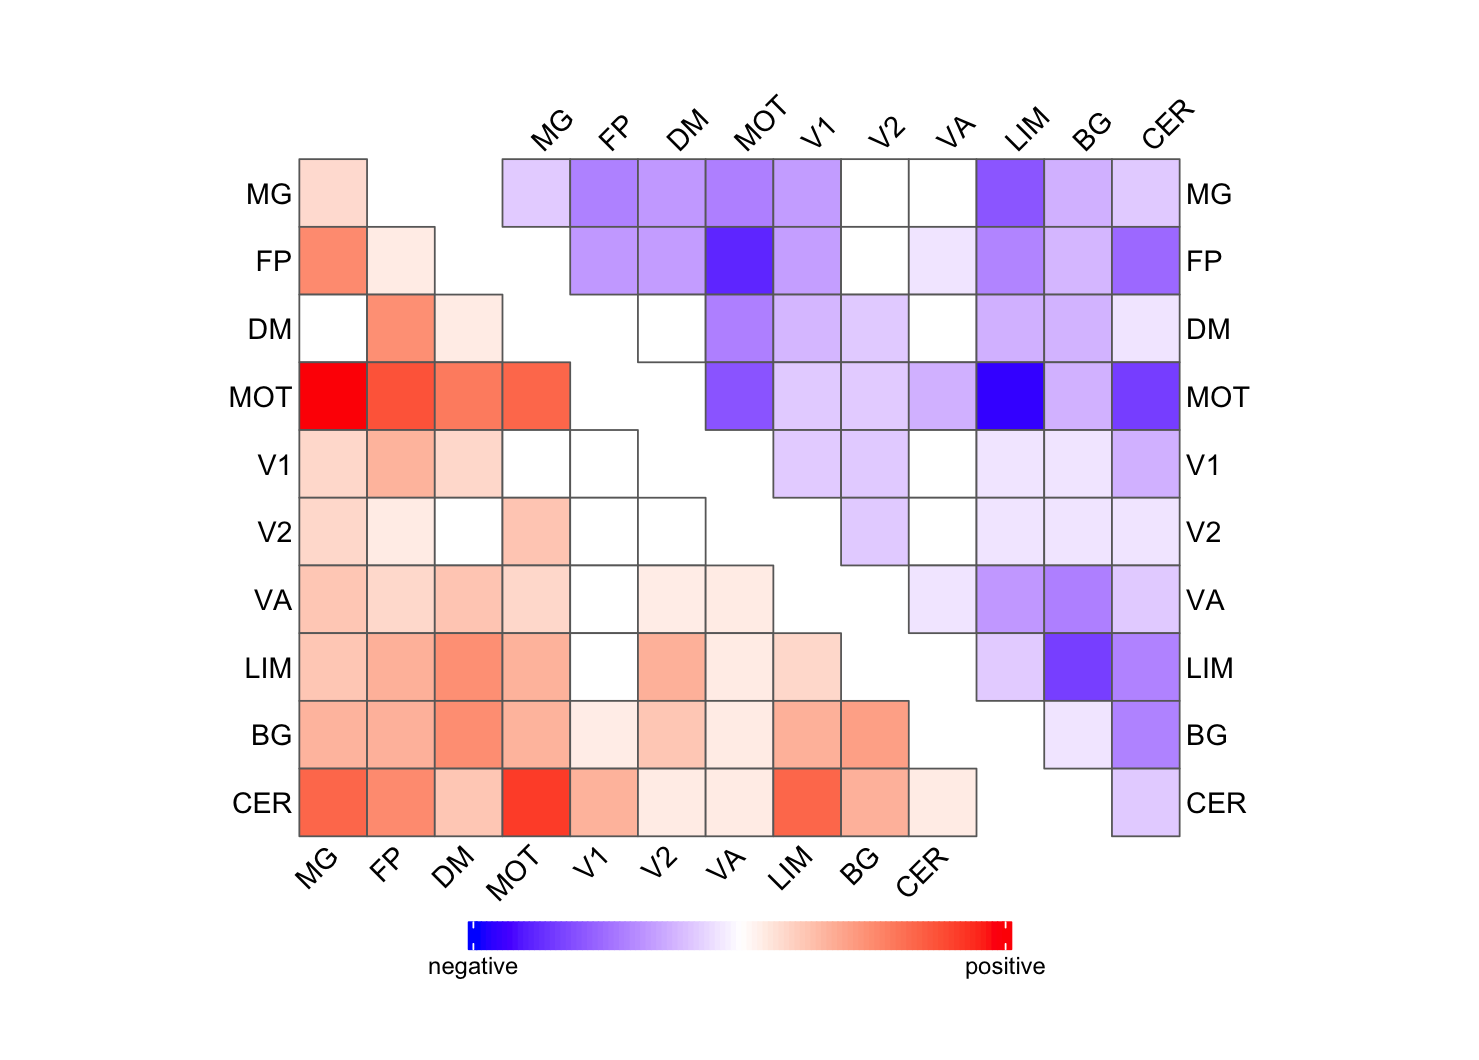 MG FP DM MOT V1 V2 VA LIM BG CER
MG MG
FP FP
DM DM
MOT MOT
V1 V1
V2 V2
VA VA
LIM LIM
BG BG
CER CER
MG FP DM MOT V1 V2 VA LIM BG CER
negative positive